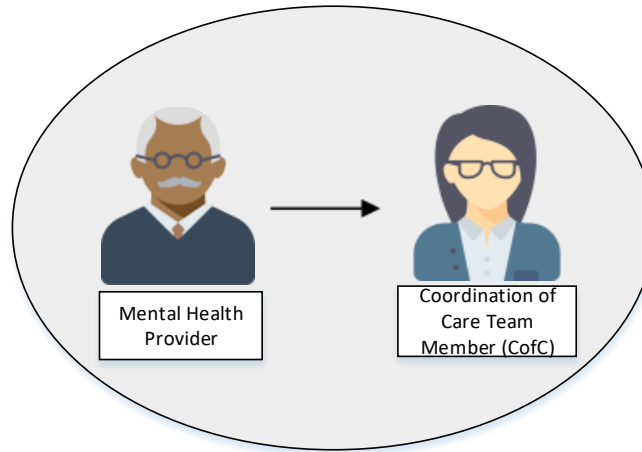 Mental Health
Provider
Coordination of
Care Team
Member (CofC)